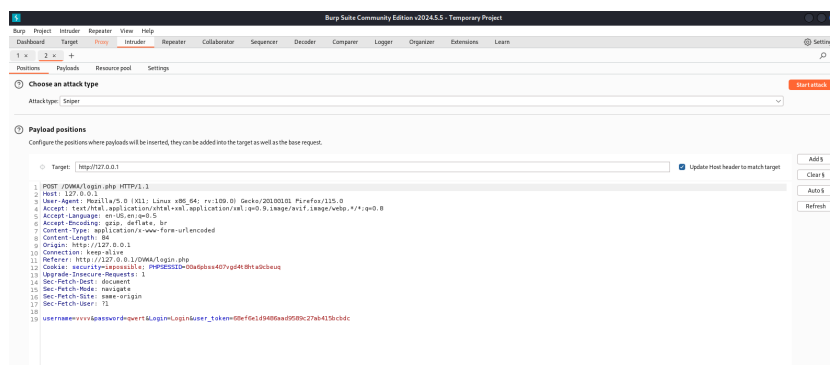 Burp Suite Community Edition v2024.5.5 - Temporary Project
Burp Project Intruder Repeater View Help
Dashboard Target Proxy Intruder Repeater Collaborator Sequencer Decoder Comparer Logger Organizer Extensions Learn Settin
1 × 2 × +
Positions Payloads Resource pool Settings
? Choose an attack type
Start attack
Attack type: Sniper
? Payload positions
Configure the positions where payloads will be inserted, they can be added into the target as well as the base request.
Add §
Target: http://127.0.0.1 Update Host header to match target
Clear §
Auto §
Refresh
1 POST /DVWA/login.php HTTP/1.1
2 Host: 127.0.0.1
3 User-Agent: Mozilla/5.0 (X11; Linux x86_64; rv:109.0) Gecko/20100101 Firefox/115.0
4 Accept: text/html,application/xhtml+xml,application/xml;q=0.9,image/avif,image/webp,*/*;q=0.8
5 Accept-Language: en-US,en;q=0.5
6 Accept-Encoding: gzip, deflate, br
7 Content-Type: application/x-www-form-urlencoded
8 Content-Length: 84
9 Origin: http://127.0.0.1
10 Connection: keep-alive
11 Referer: http://127.0.0.1/DVWA/login.php
12 Cookie: security=impossible; PHPSESSID=
13 Upgrade-Insecure-Requests: 1
14 Sec-Fetch-Dest: document
15 Sec-Fetch-Mode: navigate
16 Sec-Fetch-Site: same-origin
17 Sec-Fetch-User: ?1
18
19 username=vvvv&password=qwert&Login=Login&user_token=